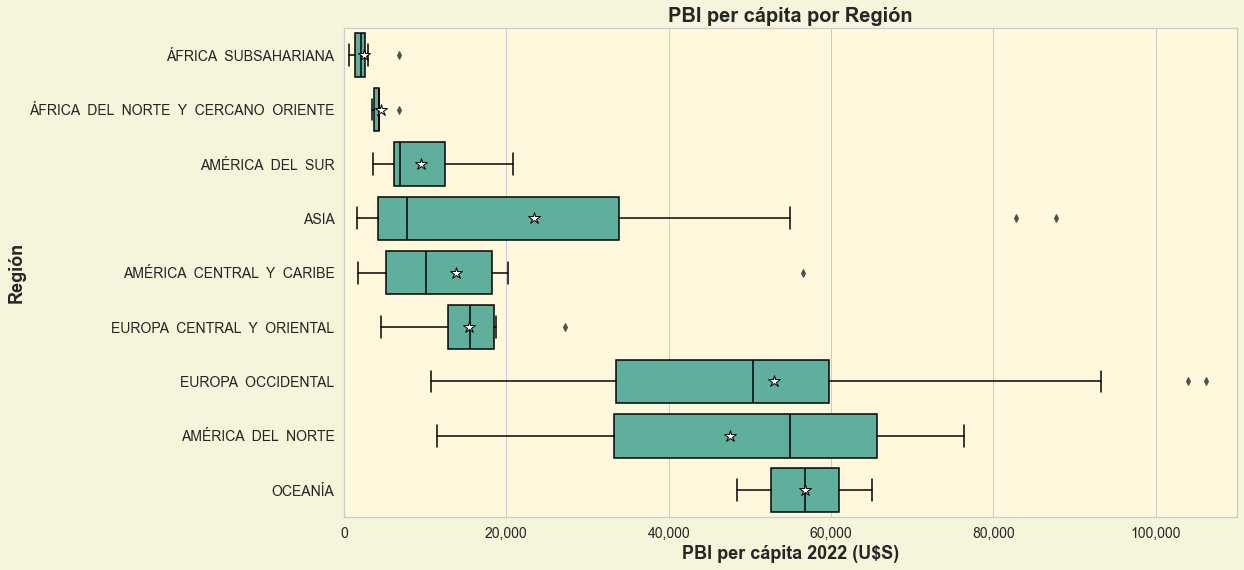 PBI per cápita por Región
ÁFRICA SUBSAHARIANA
ÁFRICA DEL NORTE Y CERCANO ORIENTE
AMÉRICA DEL SUR
ASIA
AMÉRICA CENTRAL Y CARIBE
EUROPA CENTRAL Y ORIENTAL
EUROPA OCCIDENTAL
AMÉRICA DEL NORTE
OCEANÍA
Región
0 20,000 40,000 60,000 80,000 100,000
PBI per cápita 2022 (U$S)